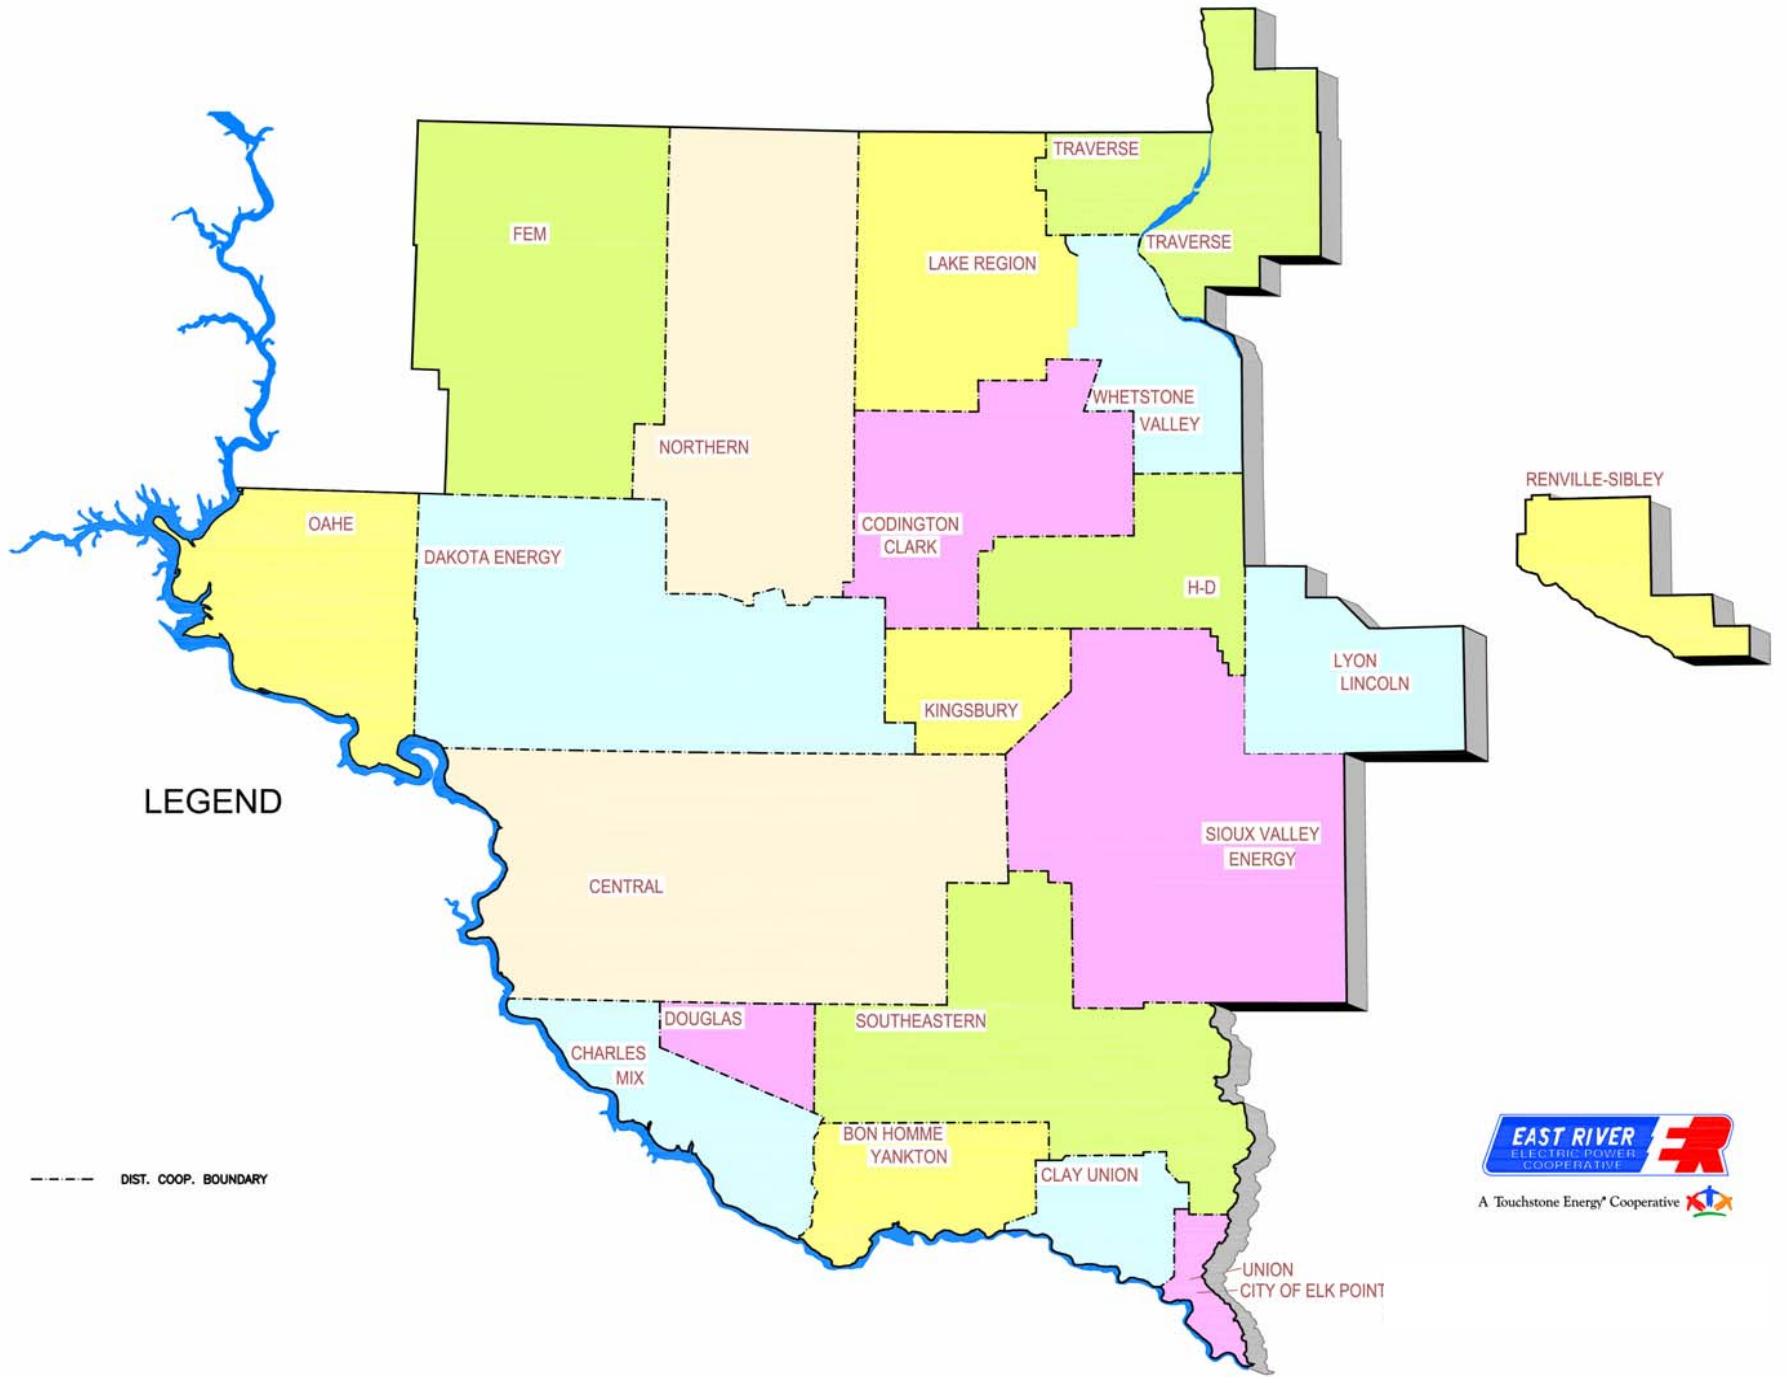 TRAVERSE
FEM
TRAVERSE
LAKE REGION
WHETSTONE
VALLEY
NORTHERN
RENVILLE-SIBLEY
OAHE
CODINGTON
CLARK
DAKOTA ENERGY
H-D
LYON
LINCOLN
KINGSBURY
LEGEND
SIOUX VALLEY
ENERGY
CENTRAL
DOUGLAS
SOUTHEASTERN
CHARLES
MIX
BON HOMME
YANKTON
CLAY UNION
EAST RIVER
ELECTRIC POWER
COOPERATIVE
ER
DIST. COOP. BOUNDARY
A Touchstone Energy® Cooperative
UNION
CITY OF ELK POINT